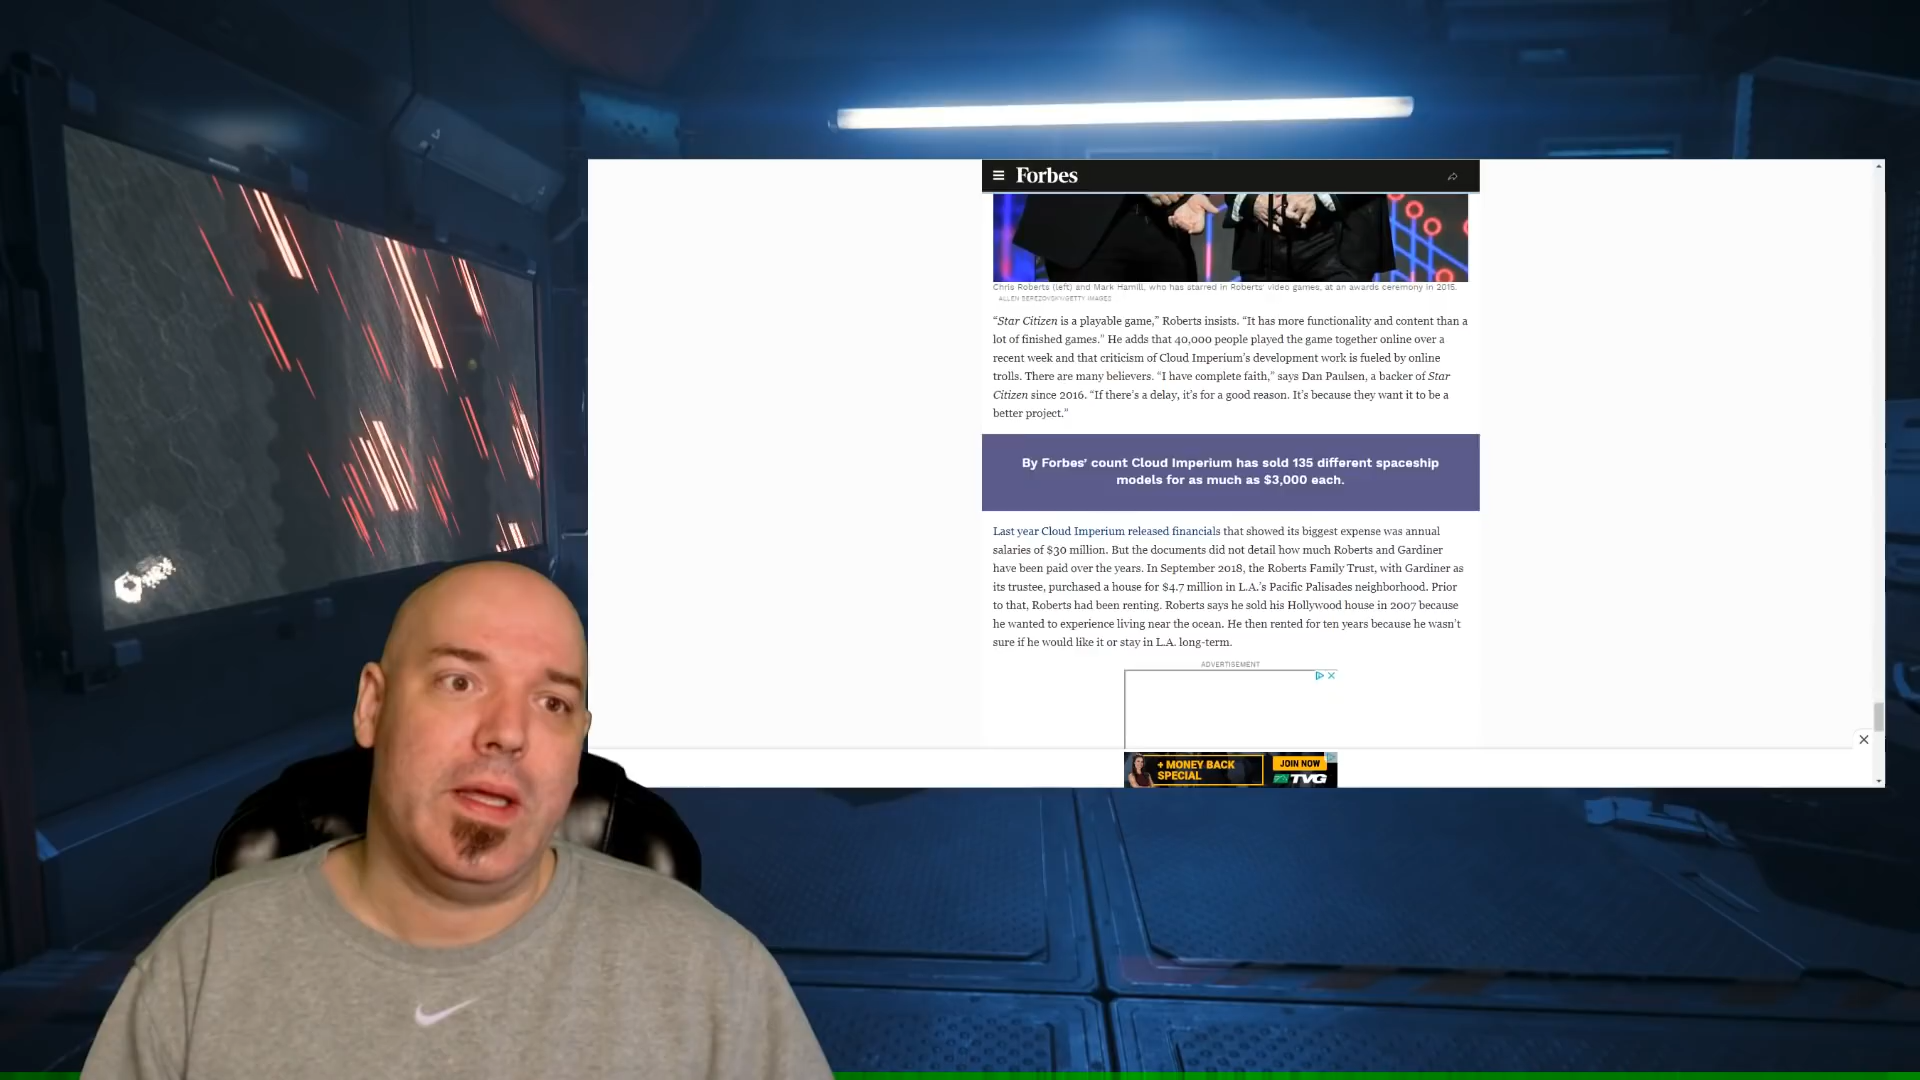 Forbes
Chris Roberts (left) and Mark Hamill, who has starred in Roberts' video games, at an awards ceremony in 2015.
ALLEN BEREZOVSKY/GETTY IMAGES
“Star Citizen is a playable game,” Roberts insists. “It has more functionality and content than a
lot of finished games.” He adds that 40,000 people played the game together online over a
recent week and that criticism of Cloud Imperium’s development work is fueled by online
trolls. There are many believers. “I have complete faith,” says Dan Paulsen, a backer of Star
Citizen since 2016. “If there’s a delay, it’s for a good reason. It’s because they want it to be a
better project.”
By Forbes’ count Cloud Imperium has sold 135 different spaceship
models for as much as $3,000 each.
Last year Cloud Imperium released financials that showed its biggest expense was annual
salaries of $30 million. But the documents did not detail how much Roberts and Gardiner
have been paid over the years. In September 2018, the Roberts Family Trust, with Gardiner as
its trustee, purchased a house for $4.7 million in L.A.’s Pacific Palisades neighborhood. Prior
to that, Roberts had been renting. Roberts says he sold his Hollywood house in 2007 because
he wanted to experience living near the ocean. He then rented for ten years because he wasn’t
sure if he would like it or stay in L.A. long-term.
ADVERTISEMENT
+ MONEY BACK
SPECIAL
JOIN NOW
TVG